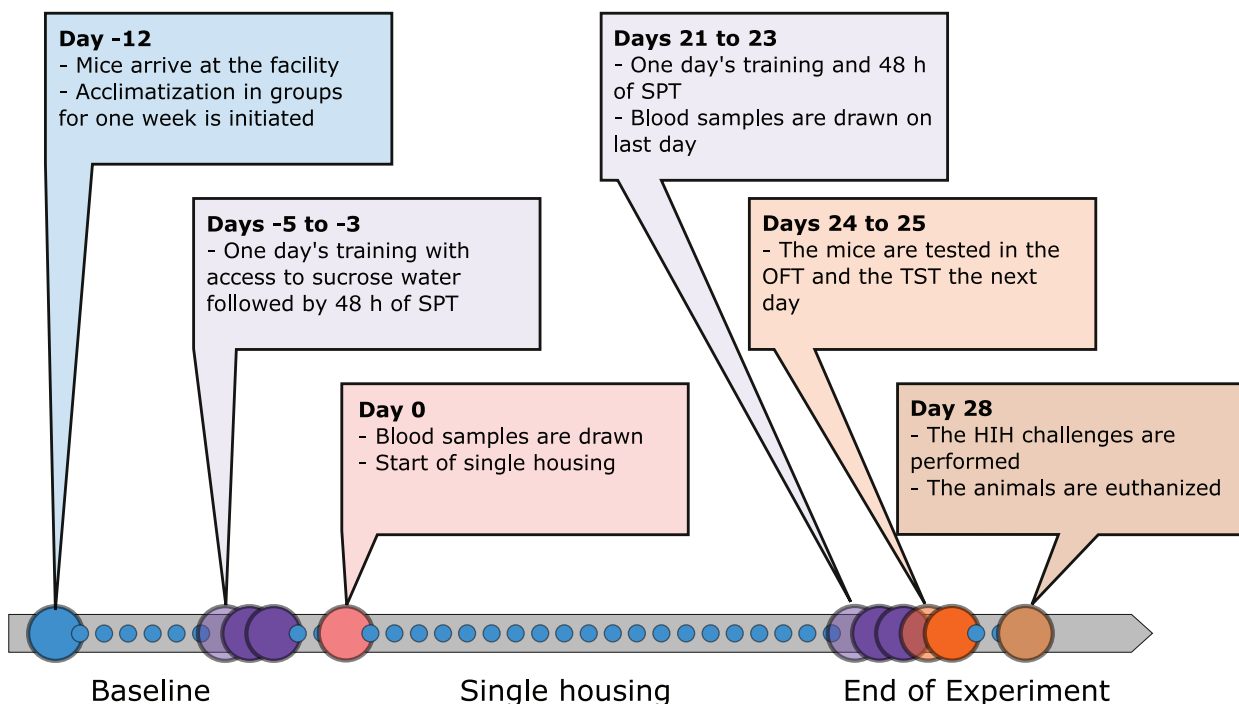 Day -12
- Mice arrive at the facility
- Acclimatization in groups
for one week is initiated
Days -5 to -3
- One day's training with
access to sucrose water
followed by 48 h of SPT
Day 0
- Blood samples are drawn
- Start of single housing
Days 21 to 23
- One day's training and 48 h
of SPT
- Blood samples are drawn on
last day
Days 24 to 25
- The mice are tested in the
OFT and the TST the next
day
Day 28
- The HIH challenges are
performed
- The animals are euthanized
Baseline
Single housing
End of Experiment